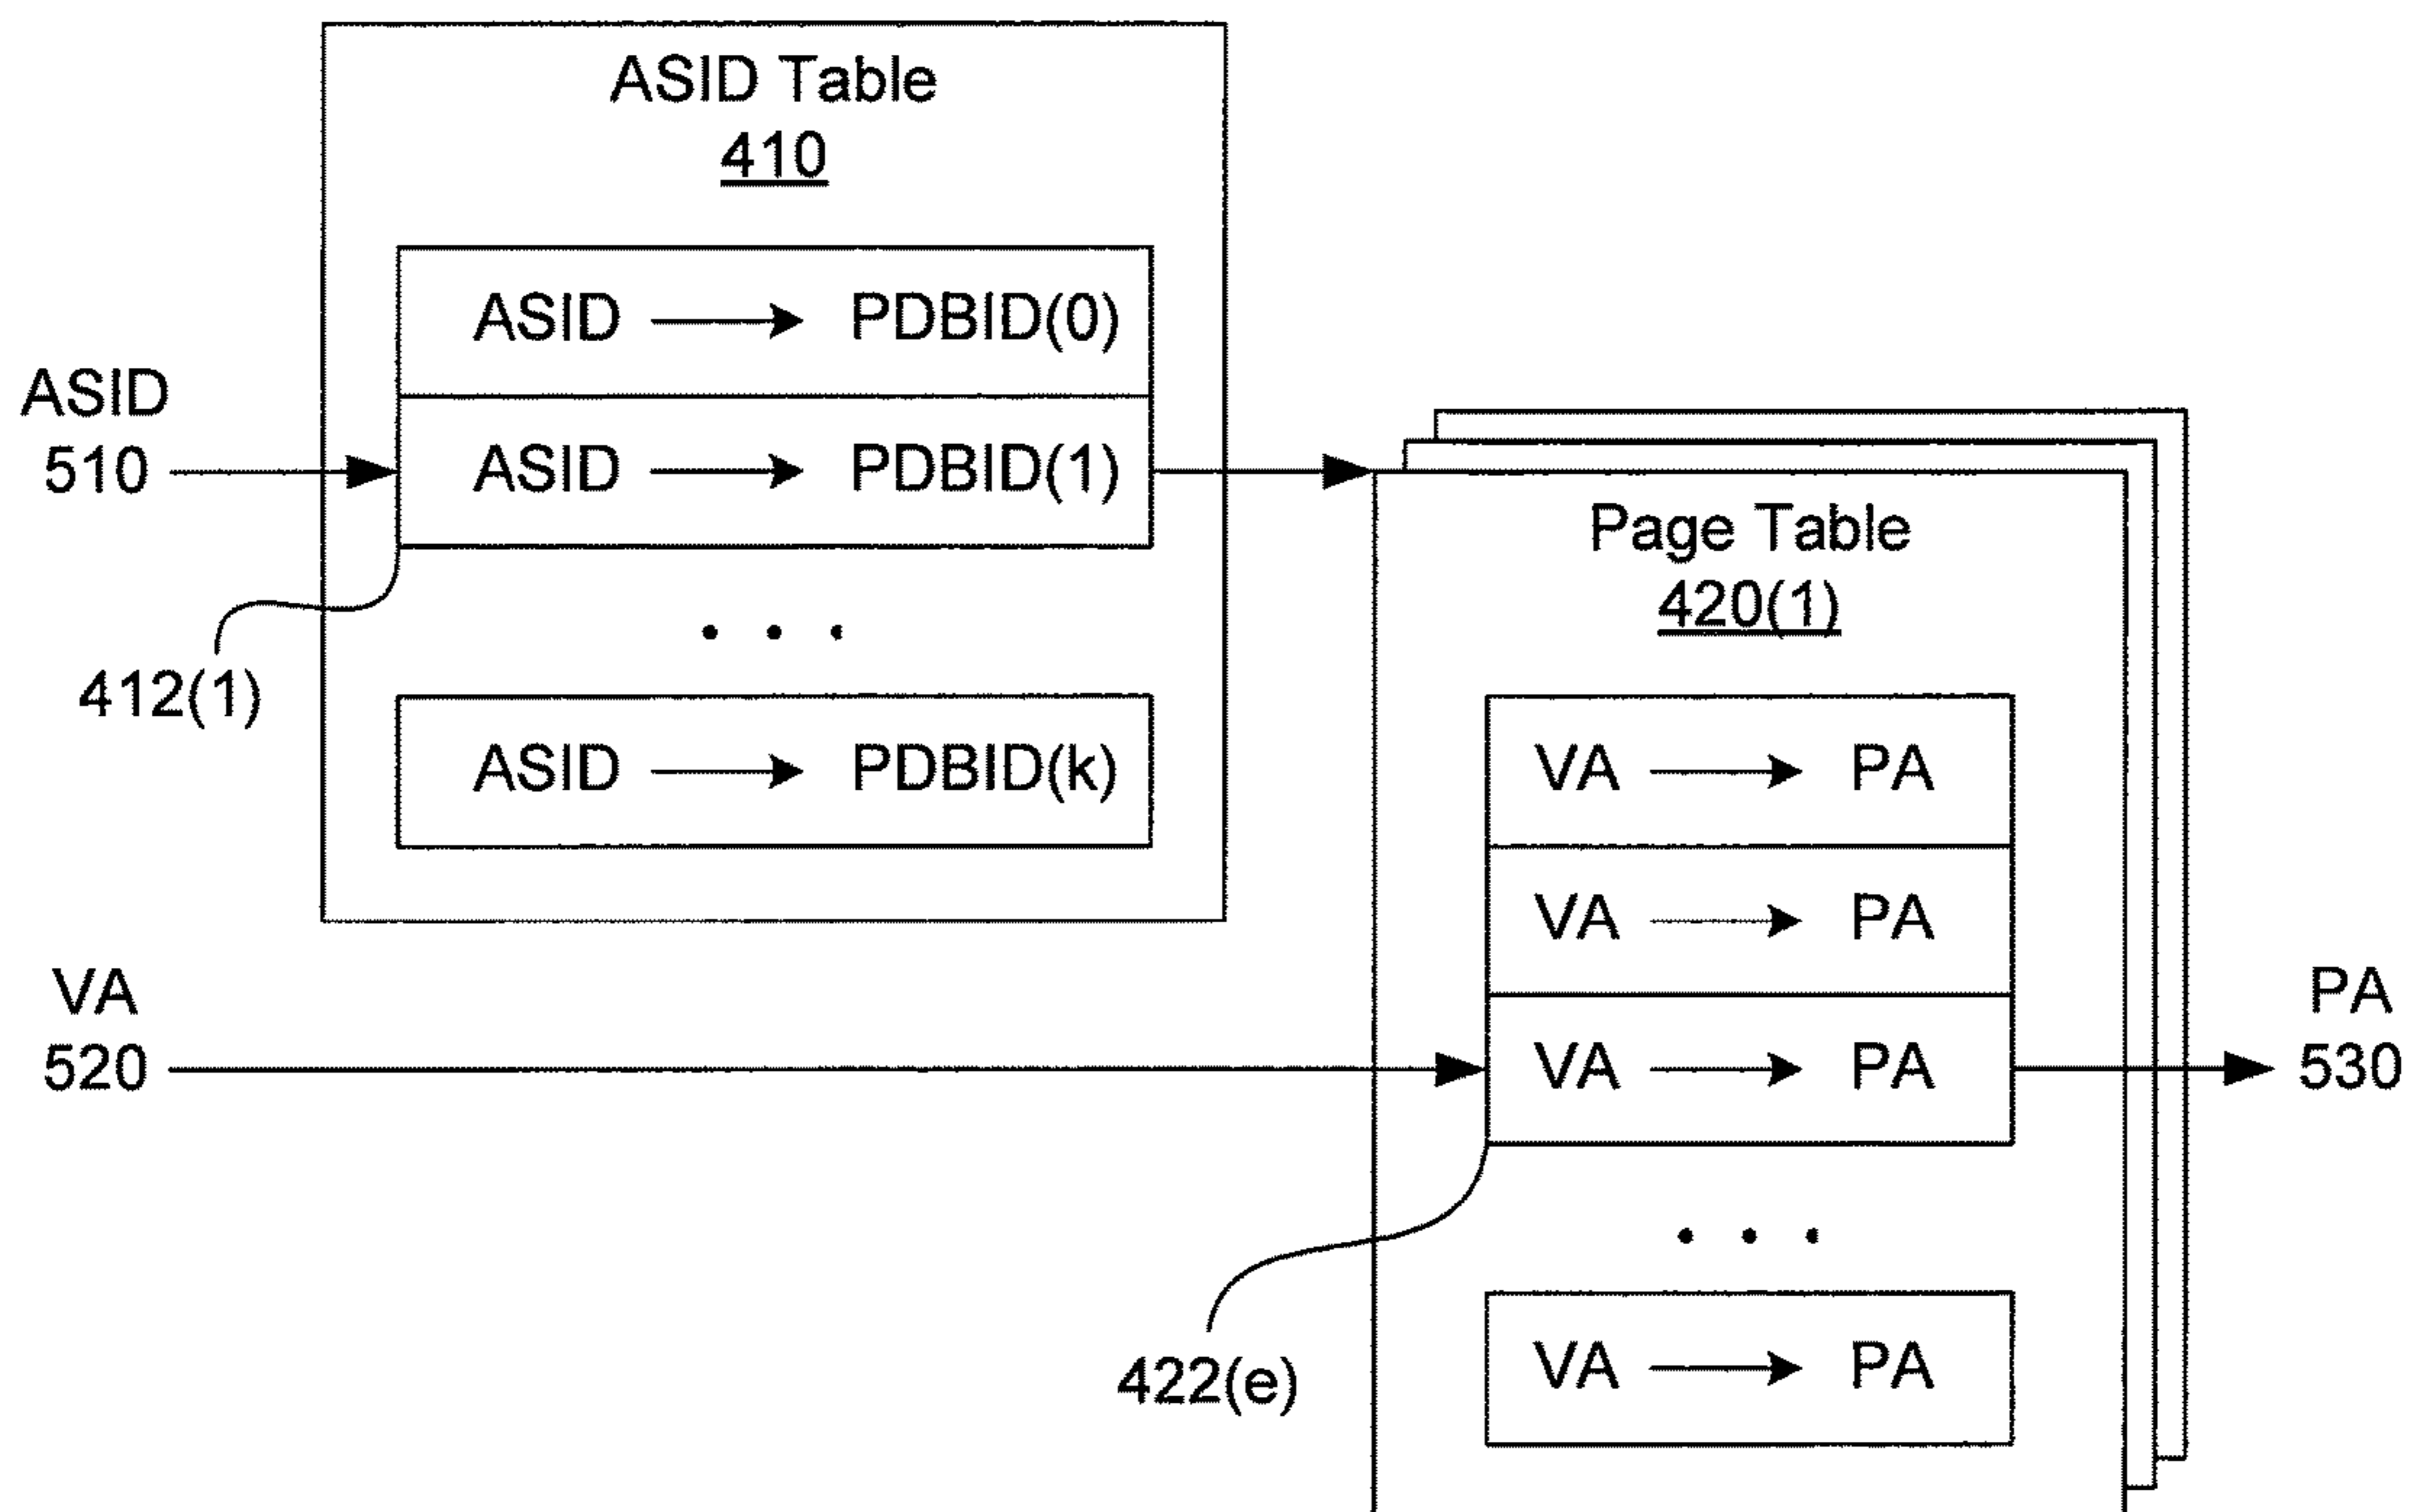 ASID Table
410
ASID → PDBID(0)
ASID
510
ASID → PDBID(1)
412(1)
. . .
ASID → PDBID(k)
Page Table
420(1)
VA → PA
VA → PA
VA
520
VA → PA
PA
530
422(e)
. . .
VA → PA